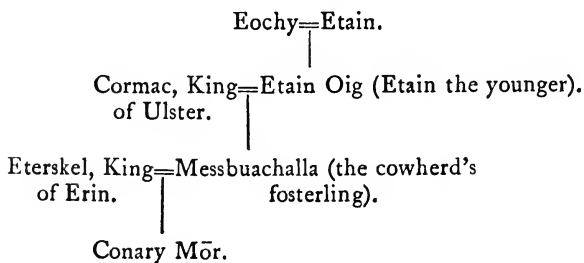 Eochy=Etain.
Cormac, King=Etain Oig (Etain the younger).
of Ulster.
Eterskel, King=Messbuachalla (the cowherd's
of Erin. fosterling).
Conary Mōr.